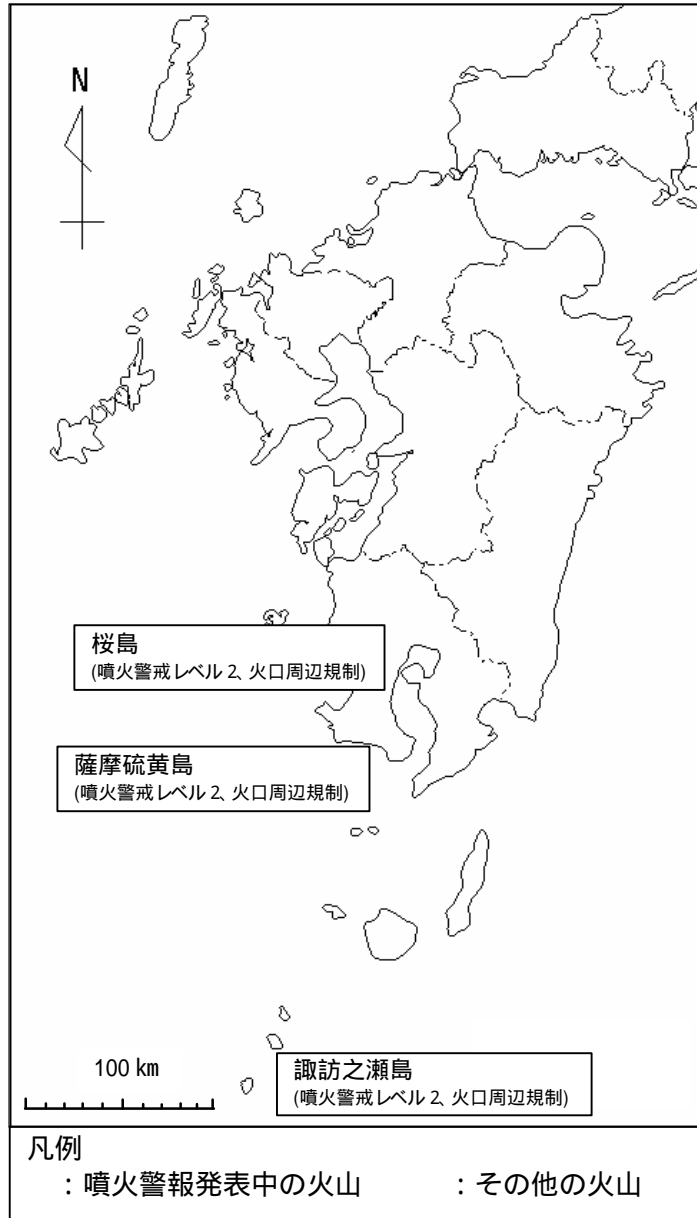 N
桜島
(噴火警戒レベル2、火口周辺規制)
薩摩硫黄島
(噴火警戒レベル2、火口周辺規制)
諏訪之瀬島
(噴火警戒レベル2、火口周辺規制)
100 km
凡例
：噴火警報発表中の火山　：その他の火山